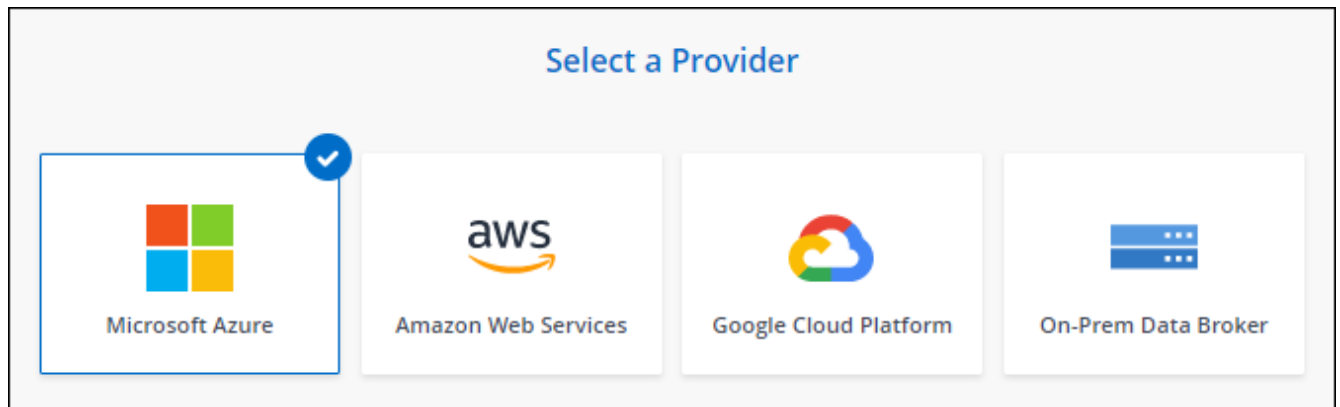 Select a Provider
aws
Microsoft Azure
Amazon Web Services
Google Cloud Platform
On-Prem Data Broker